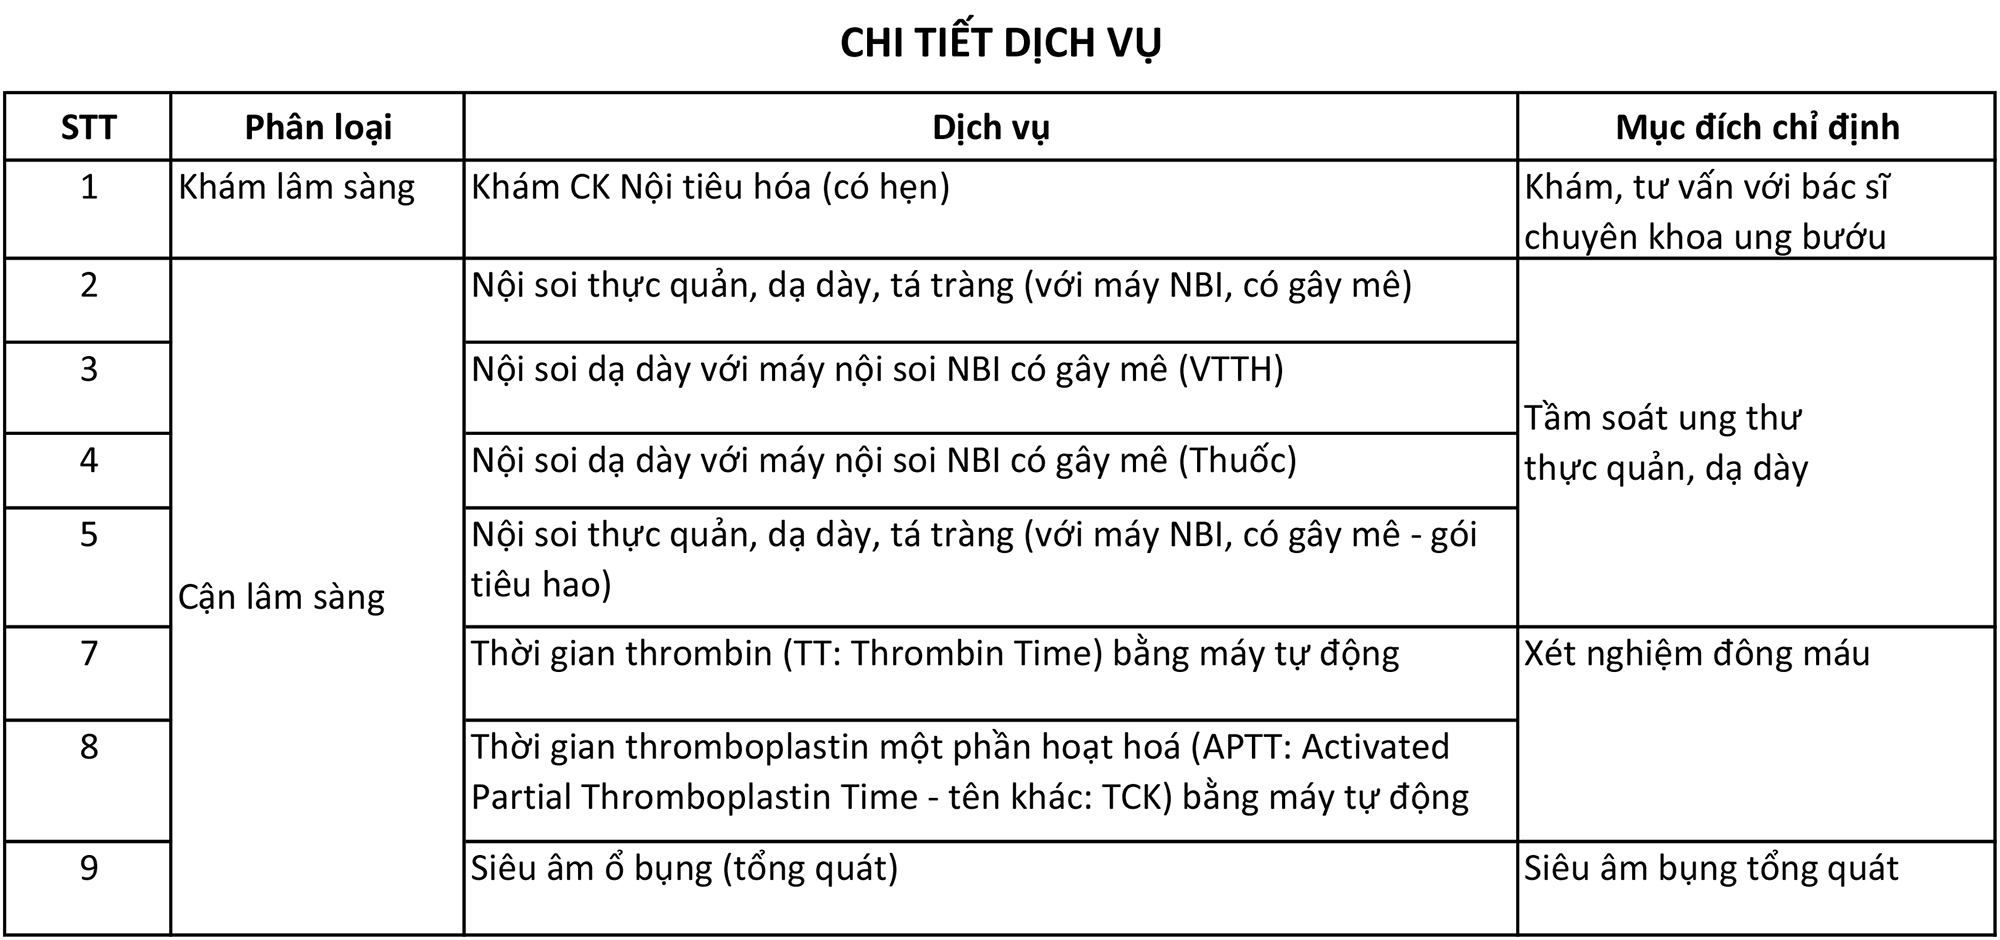 CHI TIẾT DỊCH VỤ
STT Phân loại Dịch vụ Mục đích chỉ định
1 Khám lâm sàng Khám CK Nội tiêu hóa (có hẹn) Khám, tư vấn với bác sĩ
chuyên khoa ung bướu
2 Nội soi thực quản, dạ dày, tá tràng (với máy NBI, có gây mê)
3 Nội soi dạ dày với máy nội soi NBI có gây mê (VTTH)
Tầm soát ung thư
thực quản, dạ dày
4 Nội soi dạ dày với máy nội soi NBI có gây mê (Thuốc)
5 Nội soi thực quản, dạ dày, tá tràng (với máy NBI, có gây mê - gói
tiêu hao)
Cận lâm sàng
7 Thời gian thrombin (TT: Thrombin Time) bằng máy tự động Xét nghiệm đông máu
8 Thời gian thromboplastin một phần hoạt hoá (APTT: Activated
Partial Thromboplastin Time - tên khác: TCK) bằng máy tự động
9 Siêu âm ổ bụng (tổng quát) Siêu âm bụng tổng quát